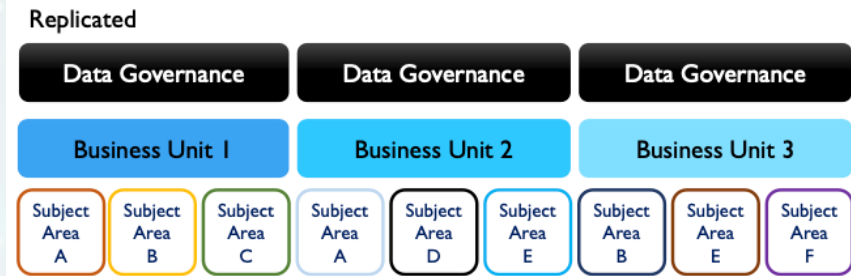 Replicated
Data Governance Data Governance Data Governance
Business Unit 1 Business Unit 2 Business Unit 3
Subject Subject Subject Subject Subject Subject Subject Subject Subject
Area Area Area Area Area Area Area Area Area
A B C A D E B E F